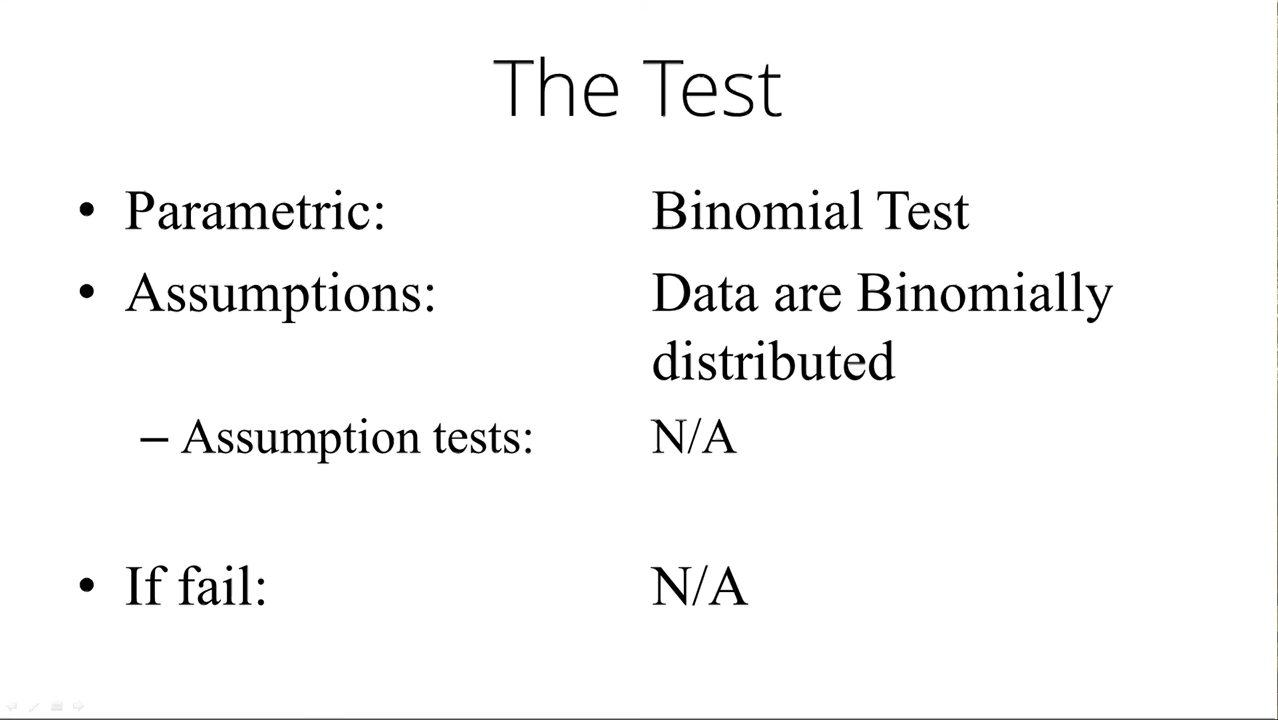 The Test
• Parametric: Binomial Test
• Assumptions: Data are Binomially
distributed
– Assumption tests: N/A
• If fail: N/A